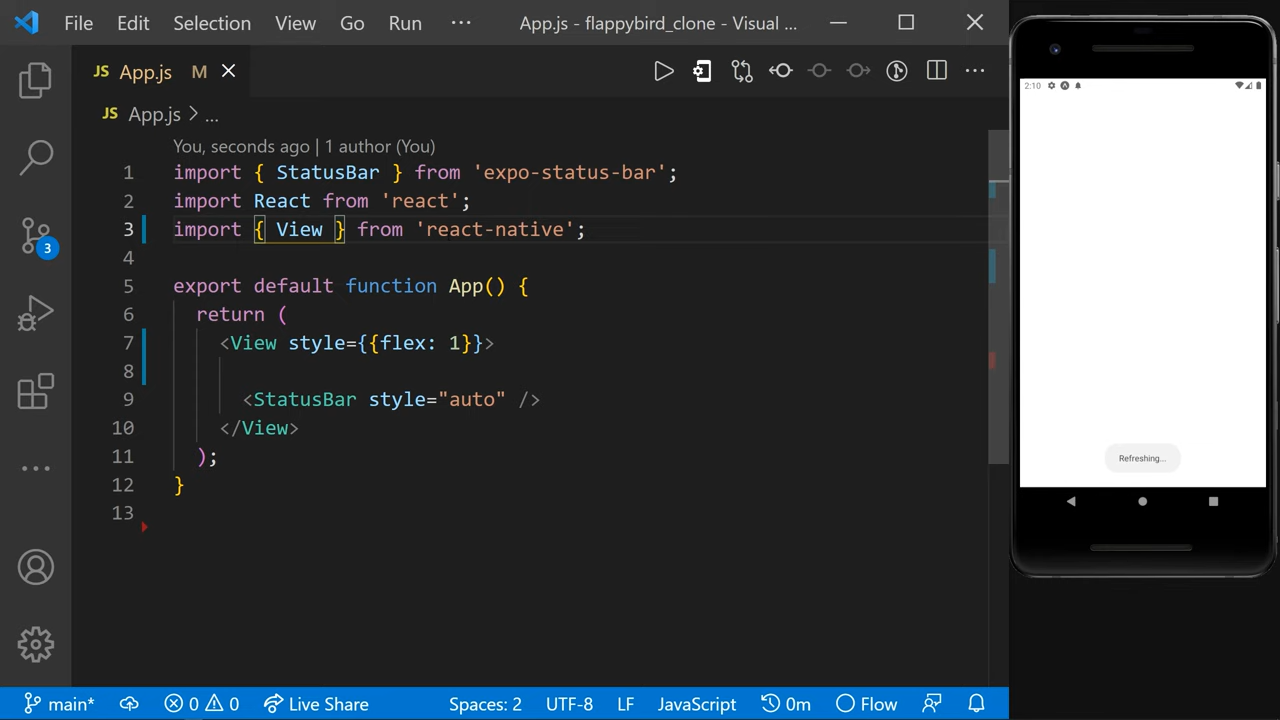 File Edit Selection View Go Run ··· App.js - flappybird_clone - Visual ...
JS App.js M
JS App.js > ...
You, seconds ago | 1 author (You)
1 import { StatusBar } from 'expo-status-bar';
2 import React from 'react';
3 import { View } from 'react-native';
4
5 export default function App() {
6 return (
7 <View style={{flex: 1}}>
8
9 <StatusBar style="auto" />
10 </View>
11 );
12 }
13
3
main* 0 0 Live Share Spaces: 2 UTF-8 LF JavaScript 0m Flow
2:10
Refreshing...